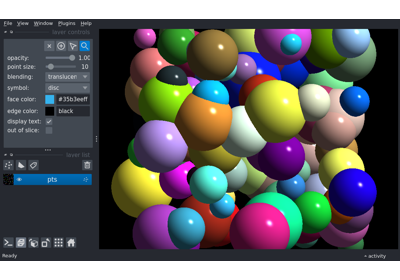 File View Window Plugins Help
layer controls
opacity: 1.00
point size: 10
blending: translucen
symbol: disc
face color: #35b3eeff
edge color: black
display text:
out of slice:
layer list
pts
Ready
activity